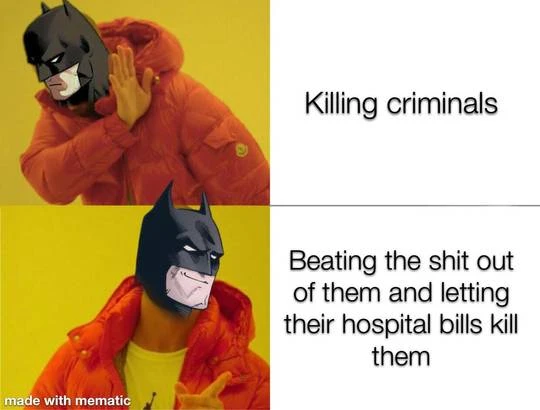 Killing criminals
Beating the shit out
of them and letting
their hospital bills kill
them
made with mematic